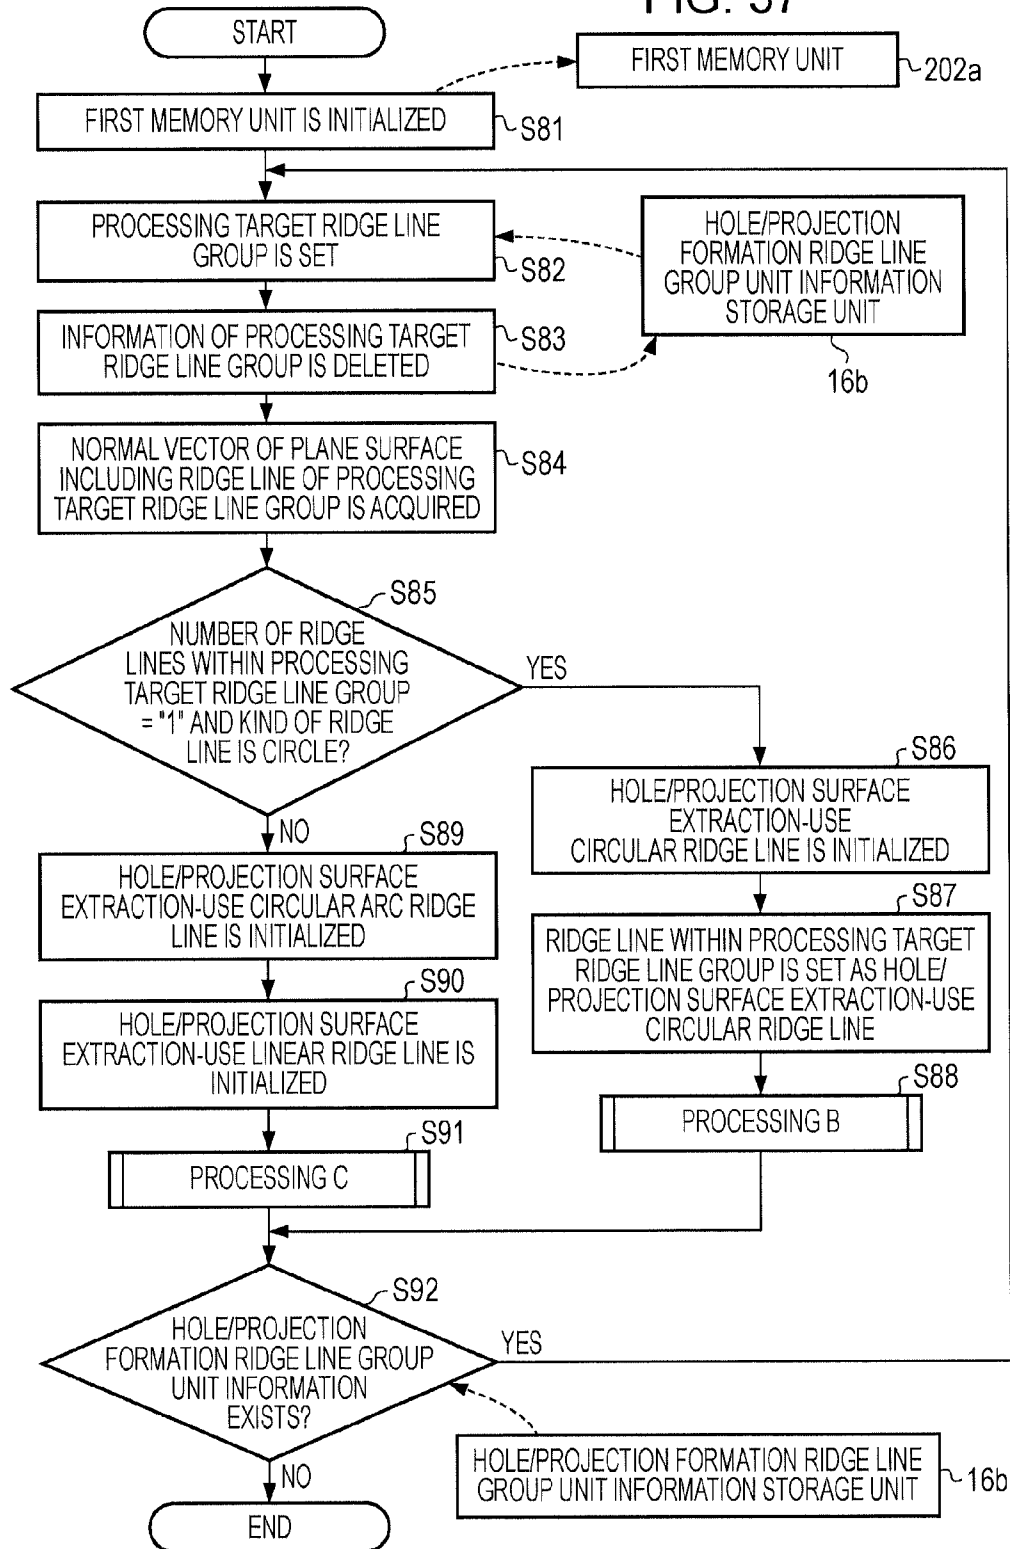 FIG. 37
START
FIRST MEMORY UNIT
202a
FIRST MEMORY UNIT IS INITIALIZED
S81
PROCESSING TARGET RIDGE LINE
GROUP IS SET
S82
HOLE/PROJECTION
FORMATION RIDGE LINE
GROUP UNIT INFORMATION
STORAGE UNIT
16b
INFORMATION OF PROCESSING TARGET
RIDGE LINE GROUP IS DELETED
S83
NORMAL VECTOR OF PLANE SURFACE
INCLUDING RIDGE LINE OF PROCESSING
TARGET RIDGE LINE GROUP IS ACQUIRED
S84
S85
NUMBER OF RIDGE
LINES WITHIN PROCESSING
TARGET RIDGE LINE GROUP
= "1" AND KIND OF RIDGE
LINE IS CIRCLE?
YES
NO
S86
HOLE/PROJECTION SURFACE
EXTRACTION-USE
CIRCULAR RIDGE LINE IS INITIALIZED
S87
RIDGE LINE WITHIN PROCESSING TARGET
RIDGE LINE GROUP IS SET AS HOLE/
PROJECTION SURFACE EXTRACTION-USE
CIRCULAR RIDGE LINE
S88
PROCESSING B
S89
HOLE/PROJECTION SURFACE
EXTRACTION-USE CIRCULAR ARC RIDGE
LINE IS INITIALIZED
S90
HOLE/PROJECTION SURFACE
EXTRACTION-USE LINEAR RIDGE LINE IS
INITIALIZED
S91
PROCESSING C
S92
HOLE/PROJECTION
FORMATION RIDGE LINE GROUP
UNIT INFORMATION
EXISTS?
YES
NO
HOLE/PROJECTION FORMATION RIDGE LINE
GROUP UNIT INFORMATION STORAGE UNIT
16b
END